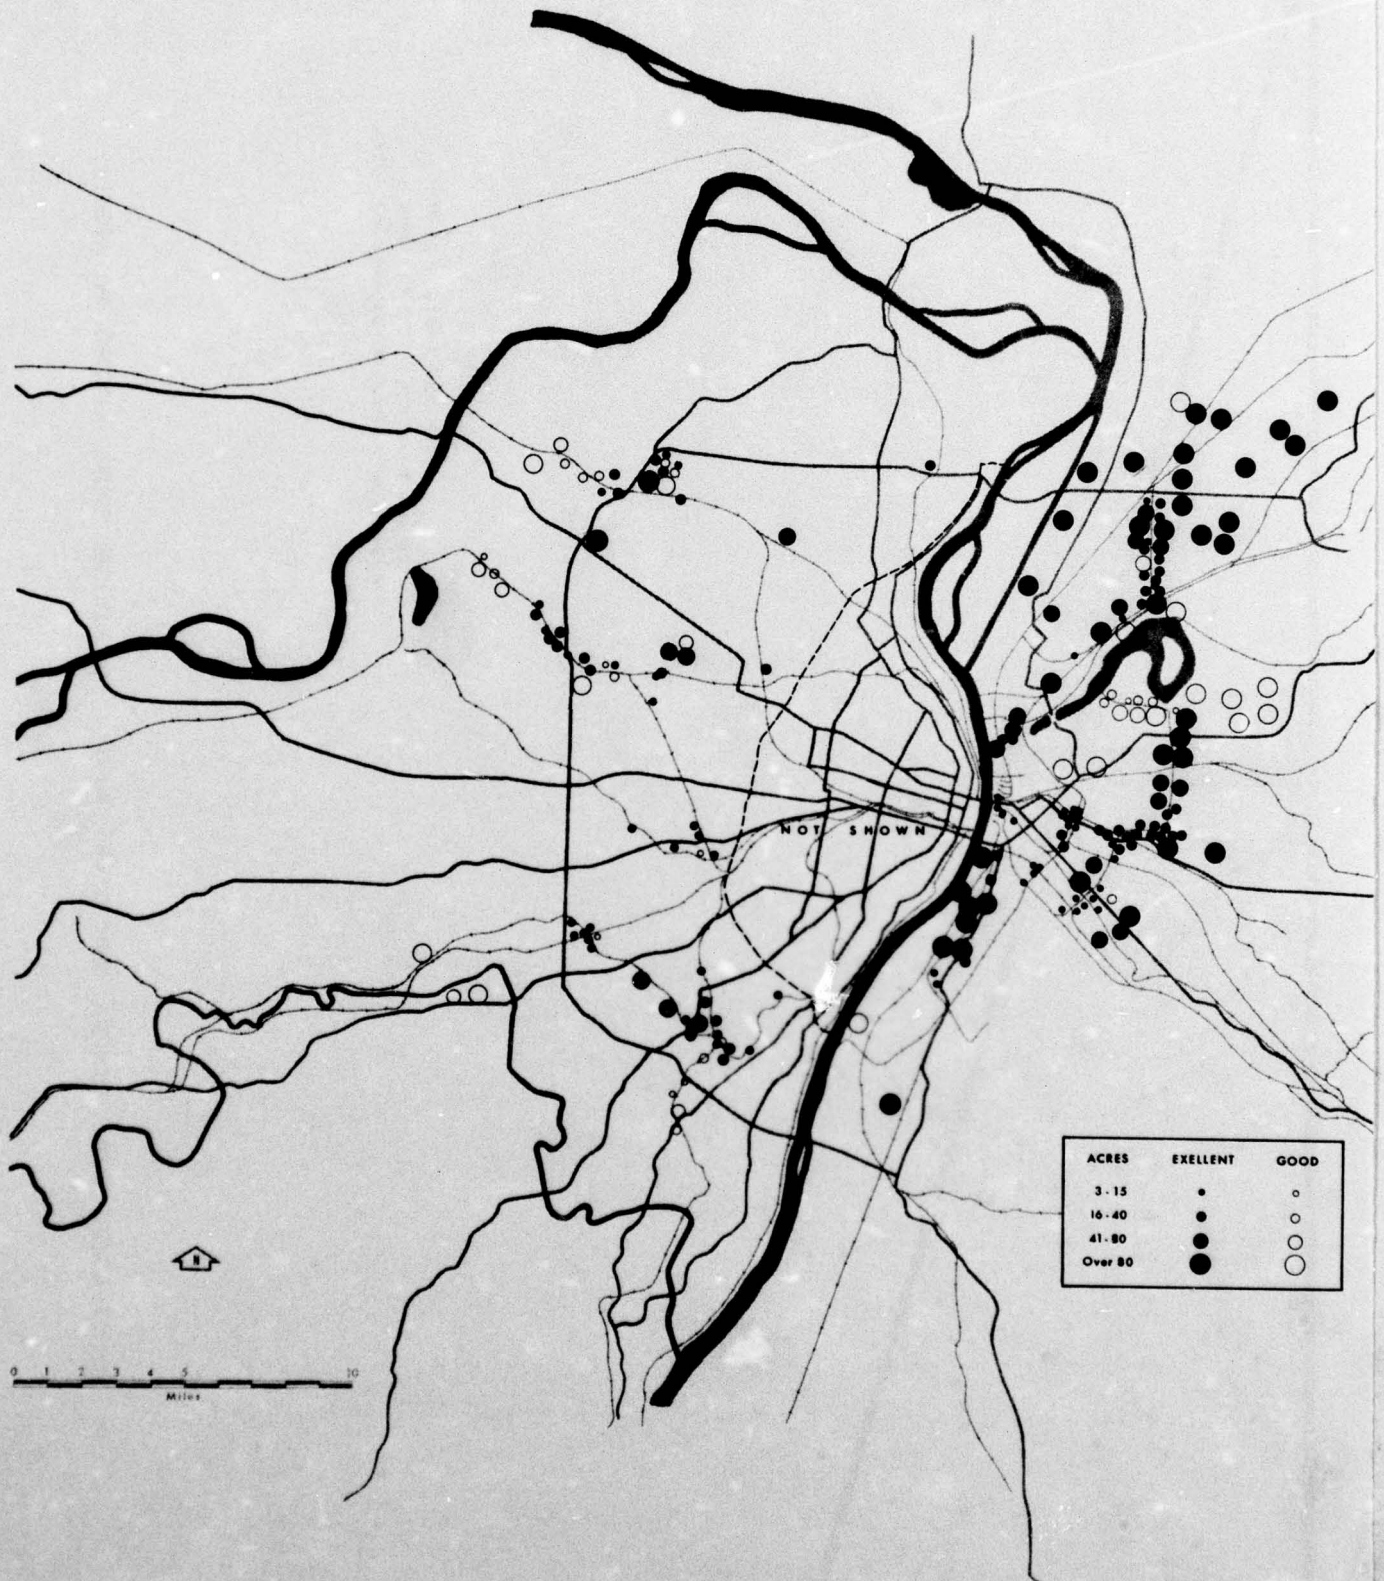 NOT SHOWN
ACRES EXELLENT GOOD
3 - 15
16 - 40
41 - 80
Over 80
N
0 1 2 3 4 5 10
Miles